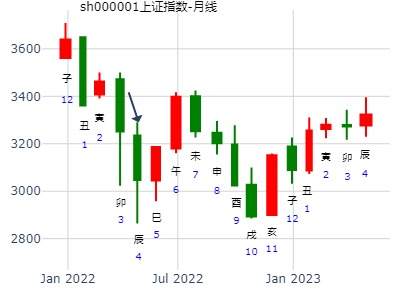 sh000001上证指数-月线
3600
3400
3200
3000
2800
子
12
丑
1
寅
2
卯
3
辰
4
巳
5
午
6
未
7
申
8
酉
9
戌
10
亥
11
子
12
丑
1
寅
2
卯
3
辰
4
Jan 2022
Jul 2022
Jan 2023